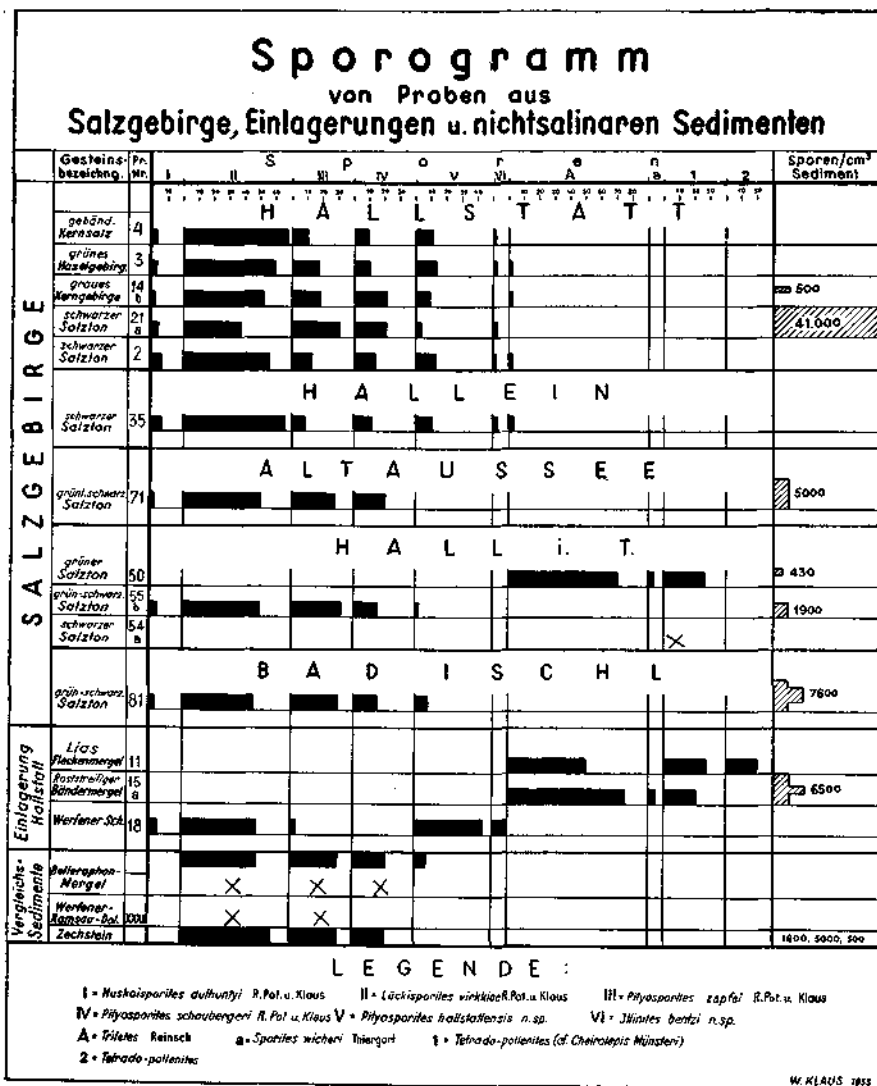 Sporogramm
von Proben aus
Salzgebirge, Einlagerungen u. nichtsalinaren Sedimenten
Gesteins-bezeichng. Pr. Nr. Sporen Sporen/cm³ Sediment
I II III IV V VI A a 1 2
SALZGEBIRGE
HALLSTATT
gebänd. Kernsalz 4
grünes Haselgebirg. 3
graues Kerngebirge 14 b 500
schwarzer Salzton 21 a 41.000
schwarzer Salzton 2
HALLEIN
schwarzer Salzton 35
ALTAUSSEE
grünl.schwarz. Salzton 71 5000
HALL i. T.
grüner Salzton 50 430
grün-schwarz. Salzton 55 b 1900
schwarzer Salzton 54 a X
BAD ISCHL
grün-schwarz. Salzton 81 7600
Einlagerung Hallstatt
Lias Fleckenmergel 11
Roststreifiger Bändermergel 15 a 6500
Werfener Sch. 18
Vergleichs-Sedimente
Bellerophon-Mergel X X X
Werfener-Ramsau-Dol. X X
Zechstein 1800, 5000, 500
LEGENDE:
I = Muskaisporites dulhuntyi R.Pot. u. Klaus II = Lückisporites virkkiae R.Pot. u. Klaus III = Pityosporites zapfei R.Pot. u. Klaus
IV = Pityosporites schaubergeri R.Pot u. Klaus V = Pityosporites hallstattensis n.sp. VI = Illinites bentzi n.sp.
A = Triletes Reinsch a = Sporites wicheri Thiergart 1 = Tetrado-pollenites (cf. Cheirolepis Münsteri)
2 = Tetrado-pollenites
W. KLAUS 1955